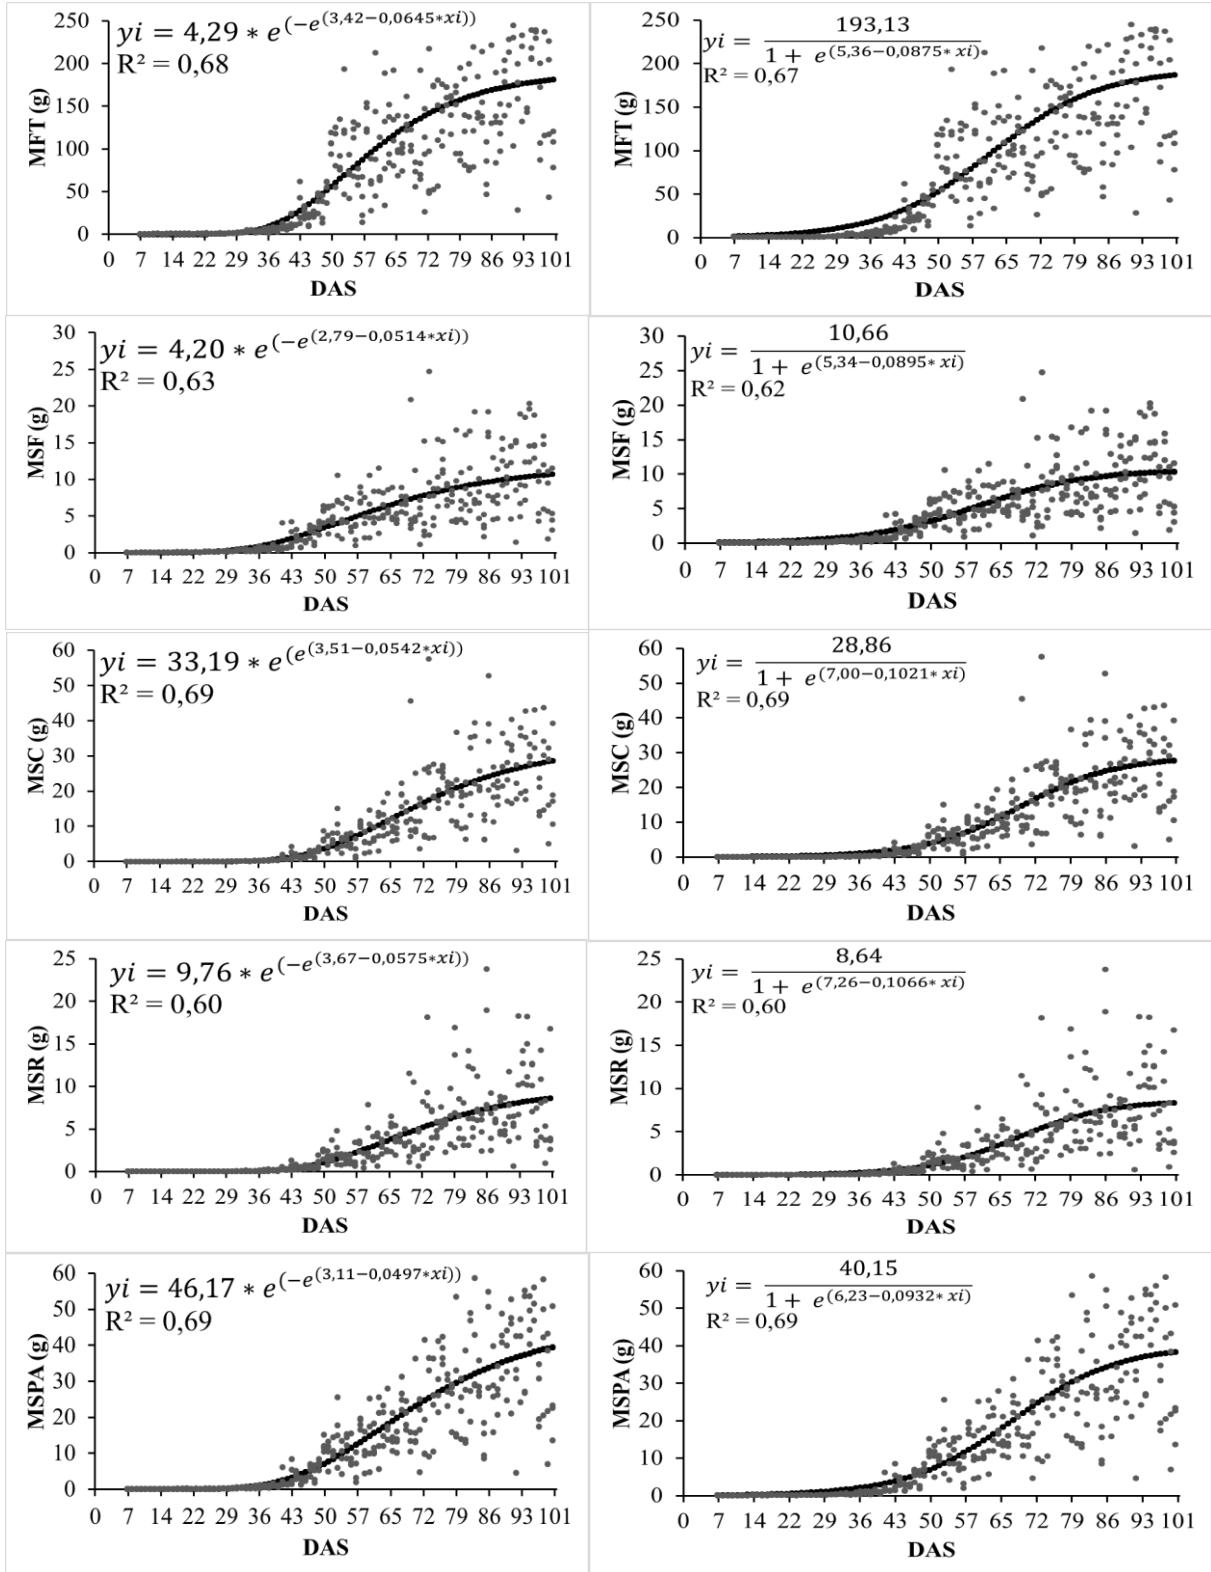 yi = 4,29 * e^(−e^(3,42−0,0645*xi))
R² = 0,68
MFT (g)
250
200
150
100
50
0
0 7 14 22 29 36 43 50 57 65 72 79 86 93 101
DAS
yi = 193,13 / 1 + e^(5,36−0,0875*xi)
R² = 0,67
MFT (g)
250
200
150
100
50
0
0 7 14 22 29 36 43 50 57 65 72 79 86 93 101
DAS
yi = 4,20 * e^(−e^(2,79−0,0514*xi))
R² = 0,63
MSF (g)
30
25
20
15
10
5
0
0 7 14 22 29 36 43 50 57 65 72 79 86 93 101
DAS
yi = 10,66 / 1 + e^(5,34−0,0895* xi)
R² = 0,62
MSF (g)
30
25
20
15
10
5
0
0 7 14 22 29 36 43 50 57 65 72 79 86 93 101
DAS
yi = 33,19 * e^(e^(3,51−0,0542*xi))
R² = 0,69
MSC (g)
60
50
40
30
20
10
0
0 7 14 22 29 36 43 50 57 65 72 79 86 93 101
DAS
yi = 28,86 / 1 + e^(7,00−0,1021* xi)
R² = 0,69
MSC (g)
60
50
40
30
20
10
0
0 7 14 22 29 36 43 50 57 65 72 79 86 93 101
DAS
yi = 9,76 * e^(−e^(3,67−0,0575*xi))
R² = 0,60
MSR (g)
25
20
15
10
5
0
0 7 14 22 29 36 43 50 57 65 72 79 86 93 101
DAS
yi = 8,64 / 1 + e^(7,26−0,1066* xi)
R² = 0,60
MSR (g)
25
20
15
10
5
0
0 7 14 22 29 36 43 50 57 65 72 79 86 93 101
DAS
yi = 46,17 * e^(−e^(3,11−0,0497*xi))
R² = 0,69
MSPA (g)
60
50
40
30
20
10
0
0 7 14 22 29 36 43 50 57 65 72 79 86 93 101
DAS
yi = 40,15 / 1 + e^(6,23−0,0932* xi)
R² = 0,69
MSPA (g)
60
50
40
30
20
10
0
0 7 14 22 29 36 43 50 57 65 72 79 86 93 101
DAS